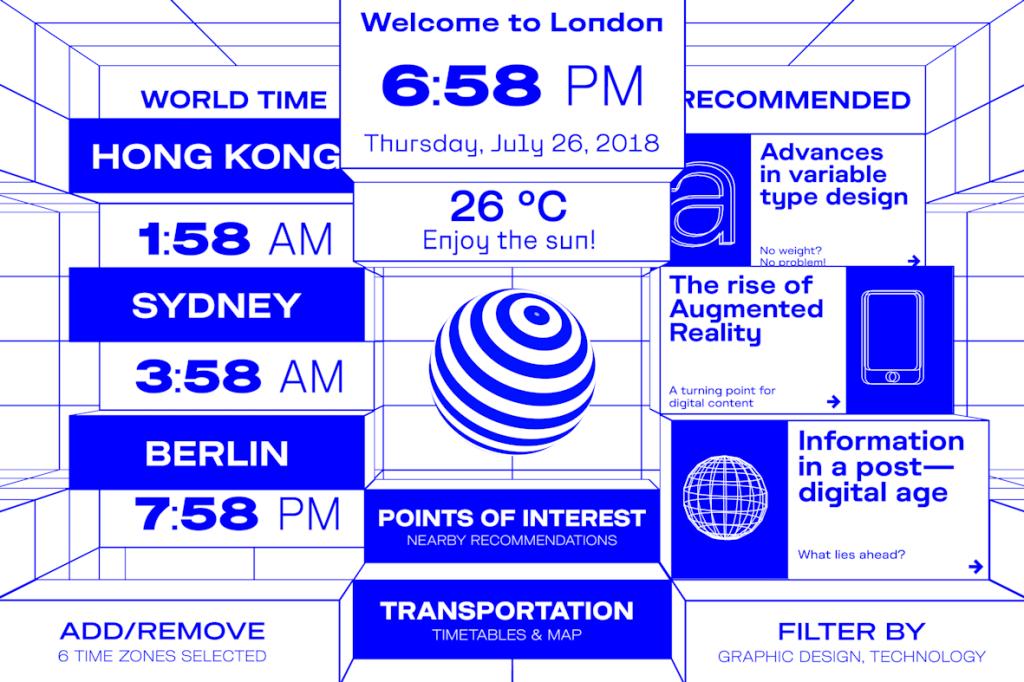 Welcome to London
6:58 PM
Thursday, July 26, 2018
26 °C
Enjoy the sun!
WORLD TIME
HONG KONG
1:58 AM
SYDNEY
3:58 AM
BERLIN
7:58 PM
ADD/REMOVE
6 TIME ZONES SELECTED
POINTS OF INTEREST
NEARBY RECOMMENDATIONS
TRANSPORTATION
TIMETABLES & MAP
RECOMMENDED
a
Advances
in variable
type design
No weight?
No problem!
The rise of
Augmented
Reality
A turning point for
digital content
Information
in a post—
digital age
What lies ahead?
FILTER BY
GRAPHIC DESIGN, TECHNOLOGY